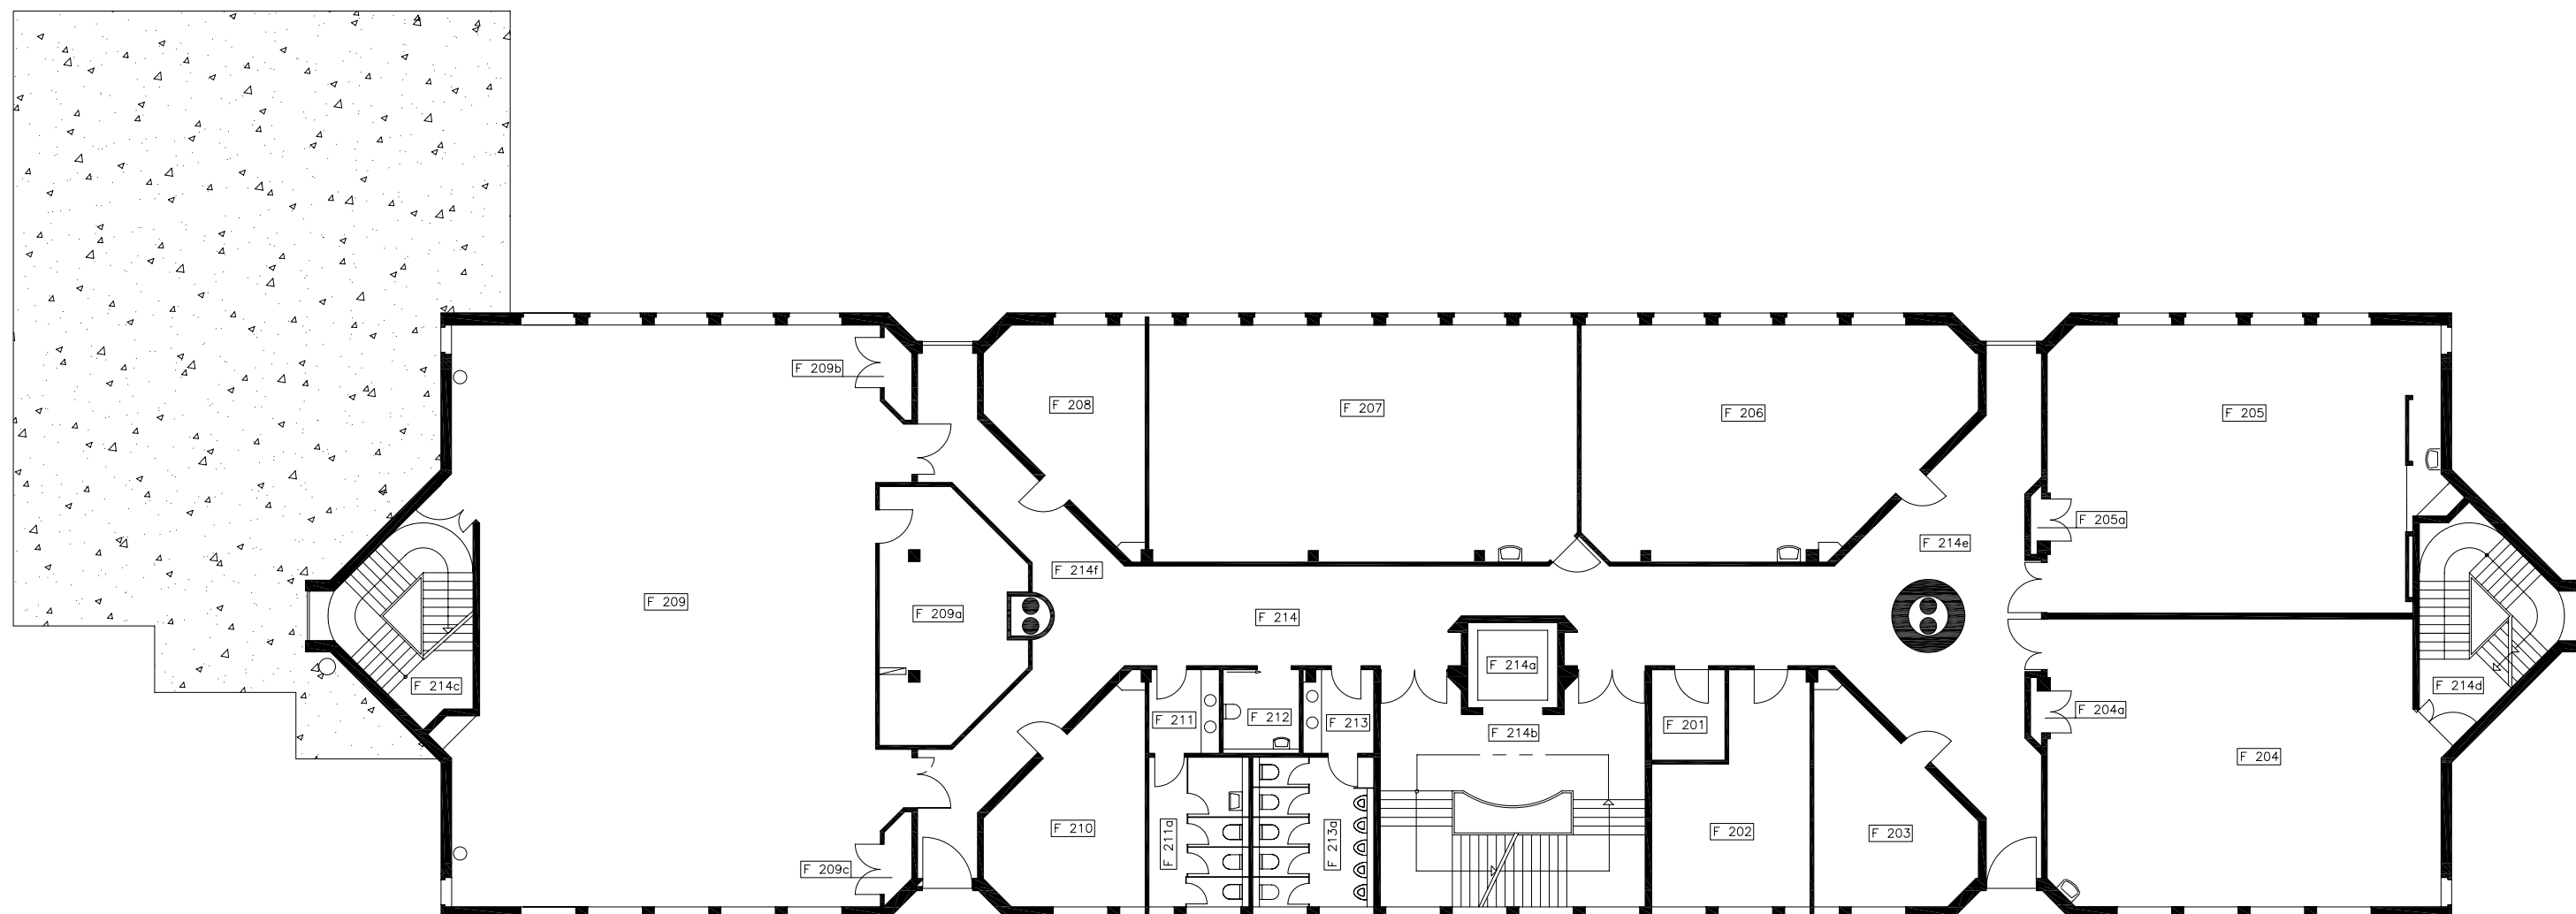 F 209b
F 208
F 207
F 206
F 205
F 205a
F 214e
F 214f
F 209
F 209a
F 214
F 214a
F 214c
F 214d
F 211
F 212
F 213
F 214b
F 201
F 204a
F 204
F 210
F 211a
F 213a
F 202
F 203
F 209c